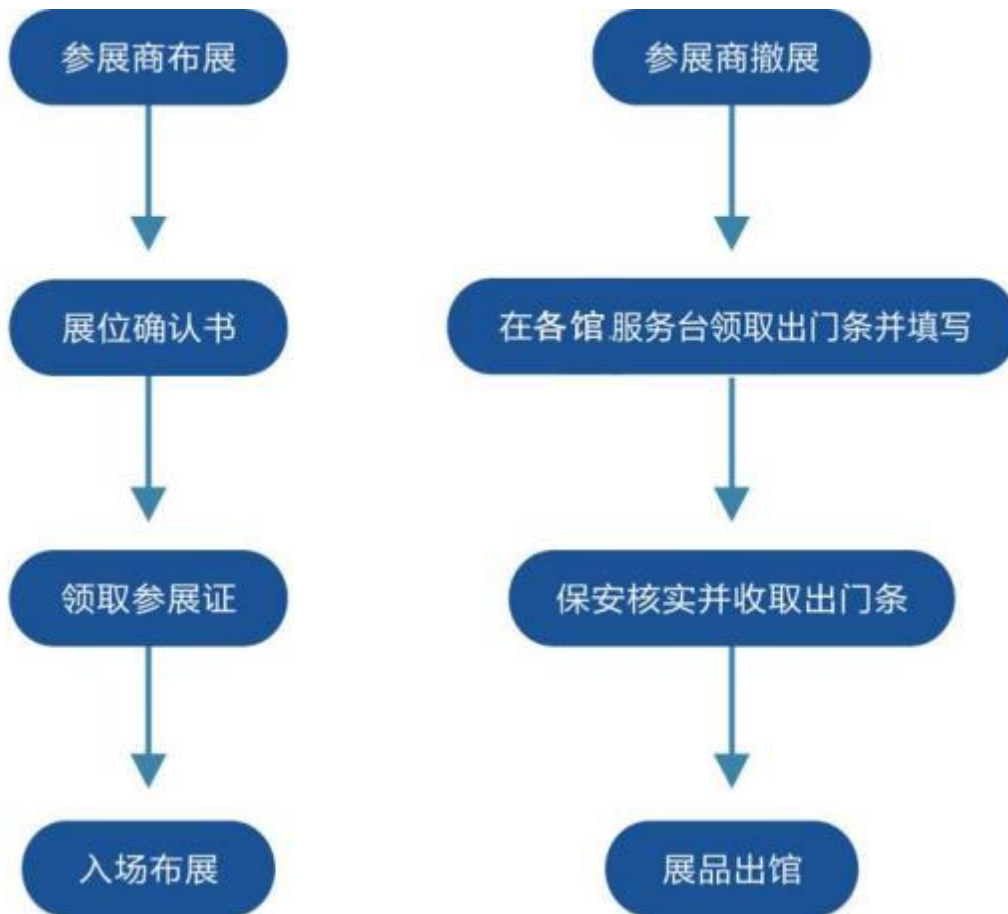 参展商布展
展位确认书
领取参展证
入场布展
参展商撤展
在各馆服务台领取出门条并填写
保安核实并收取出门条
展品出馆